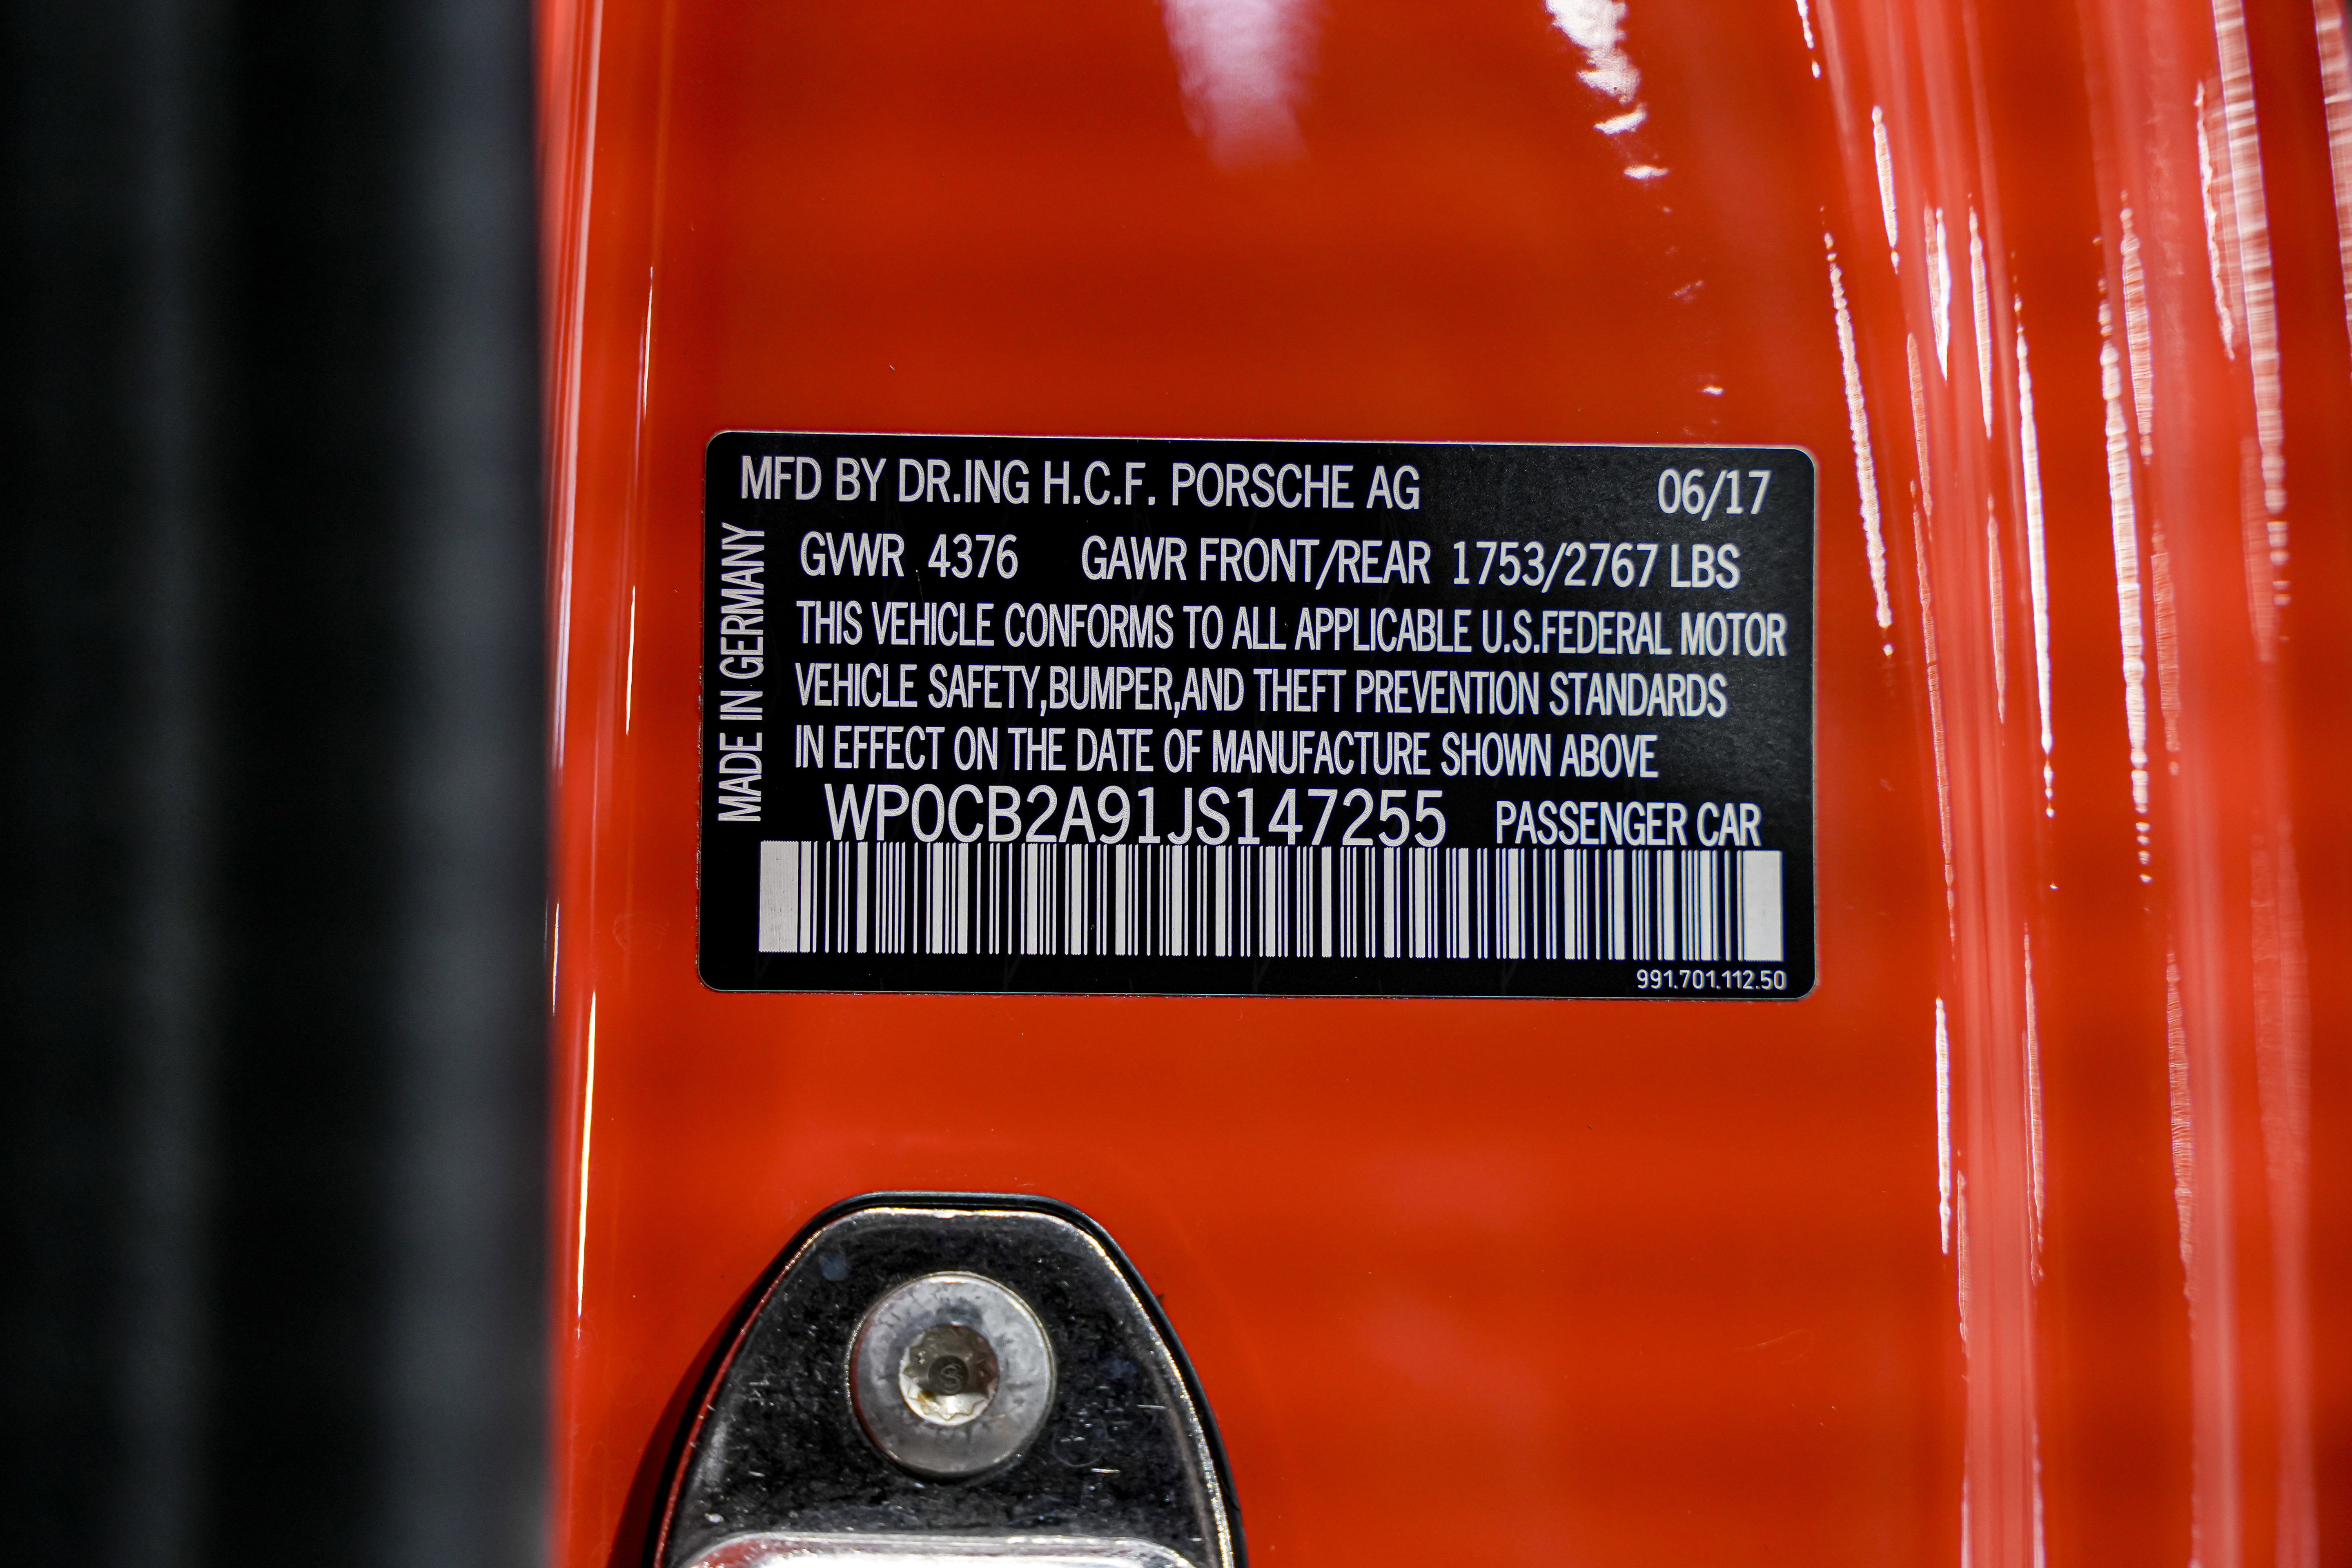 MFD BY DR.ING H.C.F. PORSCHE AG 06/17
MADE IN GERMANY
GVWR 4376 GAWR FRONT/REAR 1753/2767 LBS
THIS VEHICLE CONFORMS TO ALL APPLICABLE U.S.FEDERAL MOTOR
VEHICLE SAFETY,BUMPER,AND THEFT PREVENTION STANDARDS
IN EFFECT ON THE DATE OF MANUFACTURE SHOWN ABOVE
WP0CB2A91JS147255 PASSENGER CAR
991.701.112.50
S